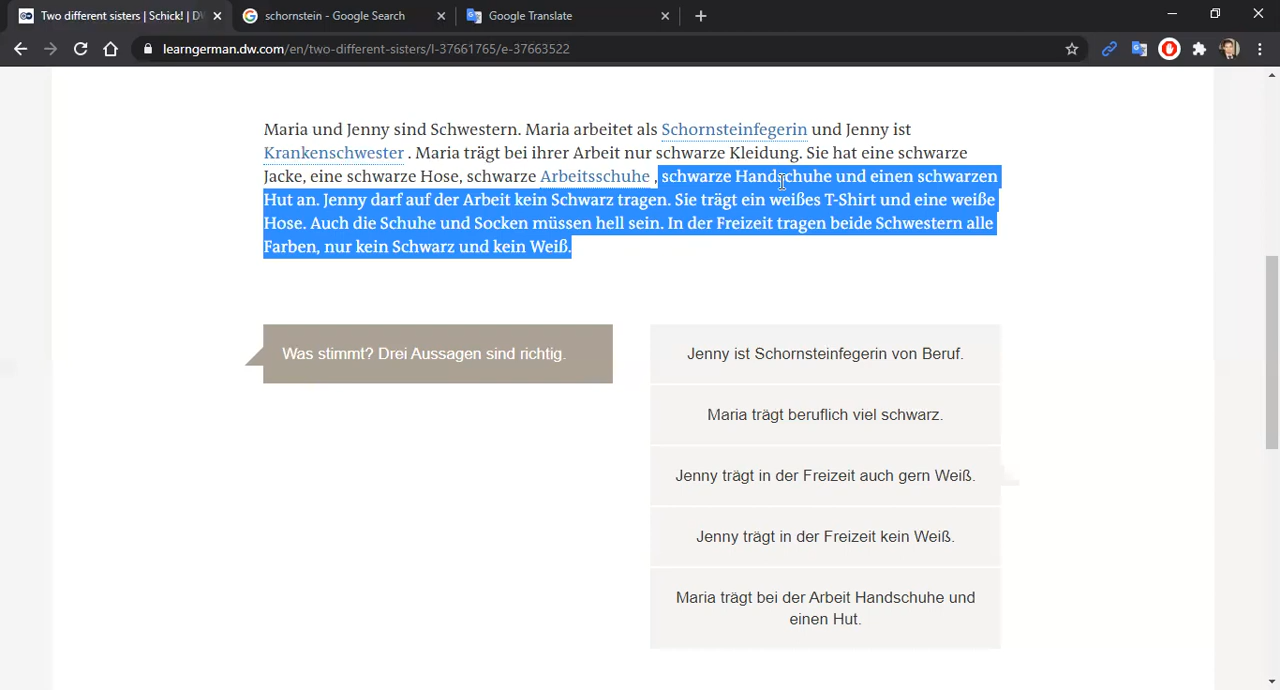 Two different sisters | Schick! | D
schornstein - Google Search
Google Translate
learngerman.dw.com/en/two-different-sisters/l-37661765/e-37663522
Maria und Jenny sind Schwestern. Maria arbeitet als Schornsteinfegerin und Jenny ist
Krankenschwester . Maria trägt bei ihrer Arbeit nur schwarze Kleidung. Sie hat eine schwarze
Jacke, eine schwarze Hose, schwarze Arbeitsschuhe , schwarze Handschuhe und einen schwarzen
Hut an. Jenny darf auf der Arbeit kein Schwarz tragen. Sie trägt ein weißes T-Shirt und eine weiße
Hose. Auch die Schuhe und Socken müssen hell sein. In der Freizeit tragen beide Schwestern alle
Farben, nur kein Schwarz und kein Weiß.
Was stimmt? Drei Aussagen sind richtig.
Jenny ist Schornsteinfegerin von Beruf.
Maria trägt beruflich viel schwarz.
Jenny trägt in der Freizeit auch gern Weiß.
Jenny trägt in der Freizeit kein Weiß.
Maria trägt bei der Arbeit Handschuhe und
einen Hut.